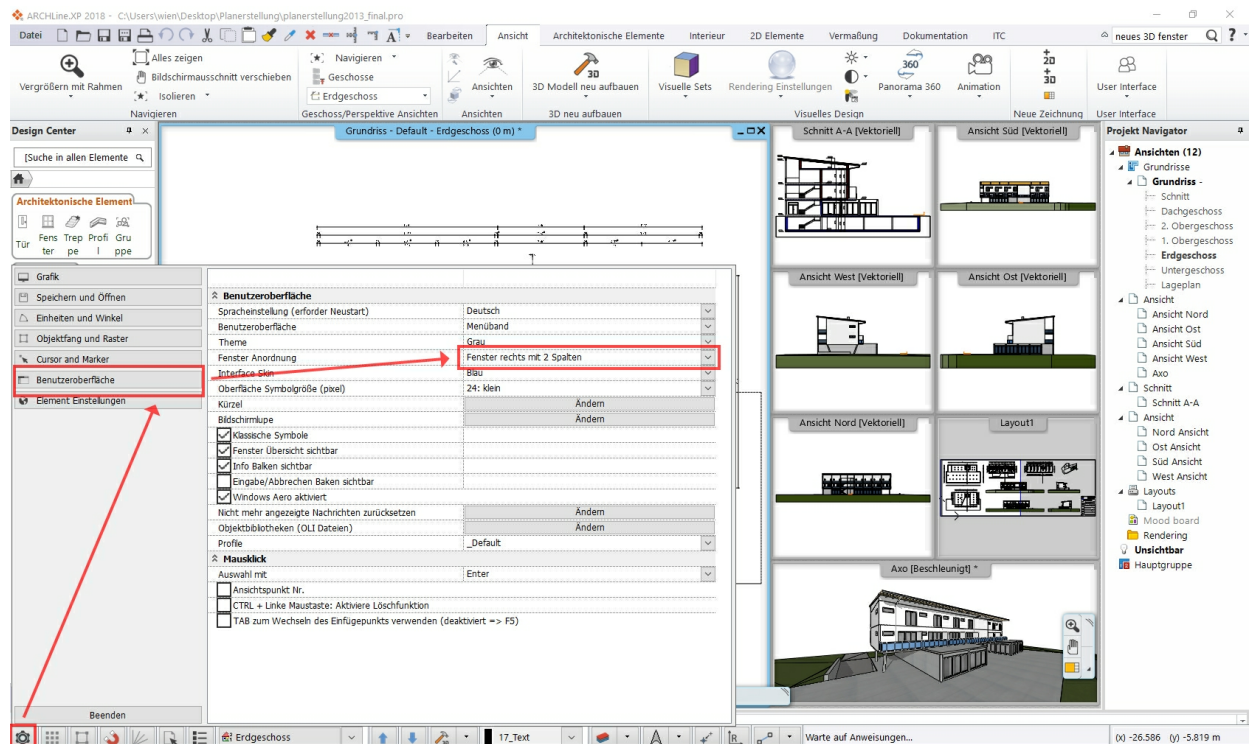 ARCHLine.XP 2018 - C:\Users\wien\Desktop\Planerstellung\planerstellung2013_final.pro
Datei Bearbeiten Ansicht Architektonische Elemente Interieur 2D Elemente Vermaßung Dokumentation ITC neues 3D fenster
Vergrößern mit Rahmen
Alles zeigen
Bildschirmausschnitt verschieben
Isolieren
Navigieren
Navigieren
Geschosse
Erdgeschoss
Geschoss/Perspektive Ansichten
Ansichten
Ansichten
3D
3D Modell neu aufbauen
3D neu aufbauen
Visuelle Sets
Rendering Einstellungen
360
Panorama 360
Animation
Visuelles Design
2D
3D
Neue Zeichnung
User Interface
User Interface
Design Center
[Suche in allen Elemente
Architektonische Element
Tür
Fenster
Treppe
Profil
Gruppe
Grundriss - Default - Erdgeschoss (0 m) *
Schnitt A-A [Vektoriell]
Ansicht Süd [Vektoriell]
Ansicht West [Vektoriell]
Ansicht Ost [Vektoriell]
Ansicht Nord [Vektoriell]
Layout1
Axo [Beschleunigt] *
Grafik
Speichern und Öffnen
Einheiten und Winkel
Objektfang und Raster
Cursor and Marker
Benutzeroberfläche
Element Einstellungen
Beenden
Benutzeroberfläche
Spracheinstellung (erforder Neustart) Deutsch
Benutzeroberfläche Menüband
Theme Grau
Fenster Anordnung Fenster rechts mit 2 Spalten
Interface Skin Blau
Oberfläche Symbolgröße (pixel) 24: klein
Kürzel Ändern
Bildschirmlupe Ändern
Klassische Symbole
Fenster Übersicht sichtbar
Info Balken sichtbar
Eingabe/Abbrechen Baken sichtbar
Windows Aero aktiviert
Nicht mehr angezeigte Nachrichten zurücksetzen Ändern
Objektbibliotheken (OLI Dateien) Ändern
Profile _Default
Mausklick
Auswahl mit Enter
Ansichtspunkt Nr.
CTRL + Linke Maustaste: Aktiviere Löschfunktion
TAB zum Wechseln des Einfügepunkts verwenden (deaktiviert => F5)
Projekt Navigator
Ansichten (12)
Grundrisse
Grundriss -
Schnitt
Dachgeschoss
2. Obergeschoss
1. Obergeschoss
Erdgeschoss
Untergeschoss
Lageplan
Ansicht
Ansicht Nord
Ansicht Ost
Ansicht Süd
Ansicht West
Axo
Schnitt
Schnitt A-A
Ansicht
Nord Ansicht
Ost Ansicht
Süd Ansicht
West Ansicht
Layouts
Layout1
Mood board
Rendering
Unsichtbar
Hauptgruppe
Erdgeschoss 17_Text Warte auf Anweisungen... (x) -26.586 (y) -5.819 m